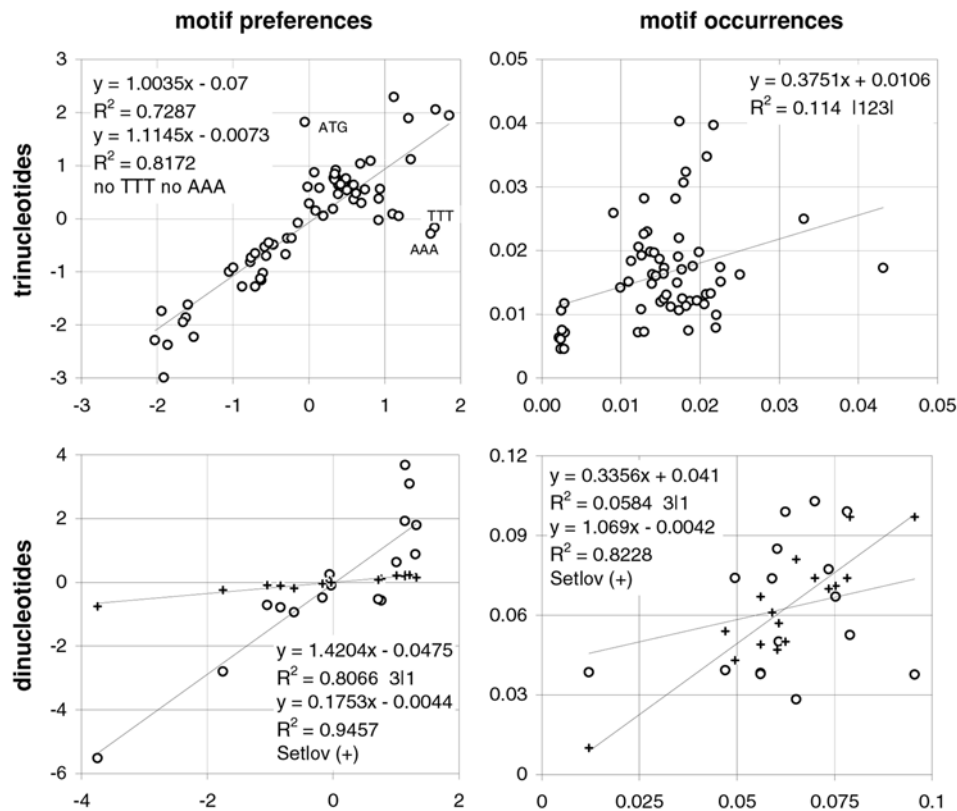 motif preferences
motif occurrences
trinucleotides
3
2
1
0
-1
-2
-3
y = 1.0035x - 0.07
R² = 0.7287
y = 1.1145x - 0.0073
R² = 0.8172
no TTT no AAA
ATG
TTT
AAA
-3
-2
-1
0
1
2
0.05
0.04
0.03
0.02
0.01
0
y = 0.3751x + 0.0106
R² = 0.114 |123|
0.00
0.01
0.02
0.03
0.04
0.05
dinucleotides
4
2
0
-2
-4
-6
y = 1.4204x - 0.0475
R² = 0.8066 3|1
y = 0.1753x - 0.0044
R² = 0.9457
Setlov (+)
-4
-2
0
2
0.12
0.09
0.06
0.03
0
y = 0.3356x + 0.041
R² = 0.0584 3|1
y = 1.069x - 0.0042
R² = 0.8228
Setlov (+)
0
0.025
0.05
0.075
0.1